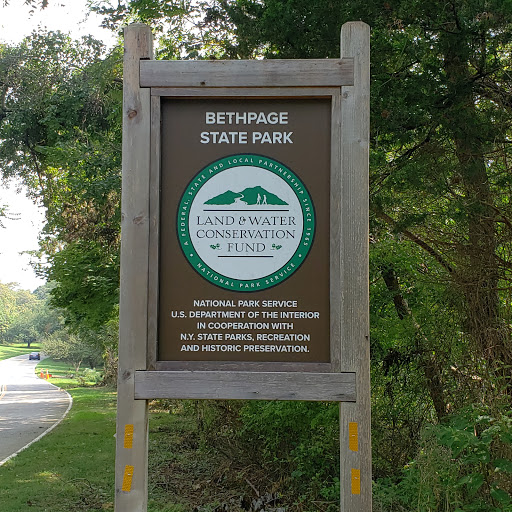 BETHPAGE
STATE PARK
A FEDERAL, STATE AND LOCAL PARTNERSHIP SINCE 1965
LAND & WATER
CONSERVATION
FUND
NATIONAL PARK SERVICE
NATIONAL PARK SERVICE
U.S. DEPARTMENT OF THE INTERIOR
IN COOPERATION WITH
N.Y. STATE PARKS, RECREATION
AND HISTORIC PRESERVATION.